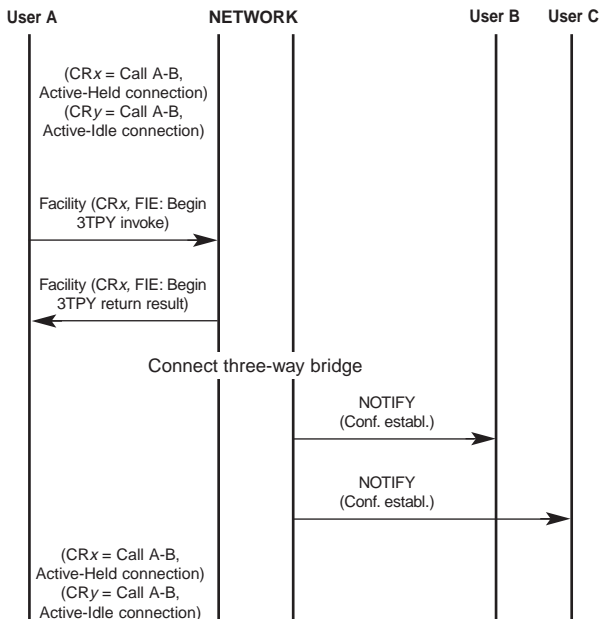 User A NETWORK User B User C
(CRx = Call A-B,
Active-Held connection)
(CRy = Call A-B,
Active-Idle connection)
Facility (CRx, FIE: Begin
3TPY invoke)
Facility (CRx, FIE: Begin
3TPY return result)
Connect three-way bridge
NOTIFY
(Conf. establ.)
NOTIFY
(Conf. establ.)
(CRx = Call A-B,
Active-Held connection)
(CRy = Call A-B,
Active-Idle connection)